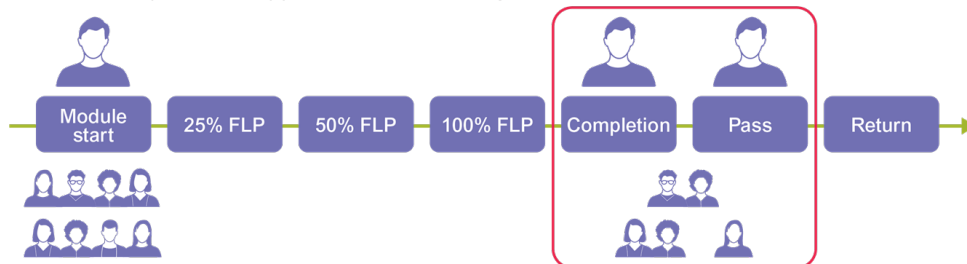 Module
start
25% FLP
50% FLP
100% FLP
Completion
Pass
Return